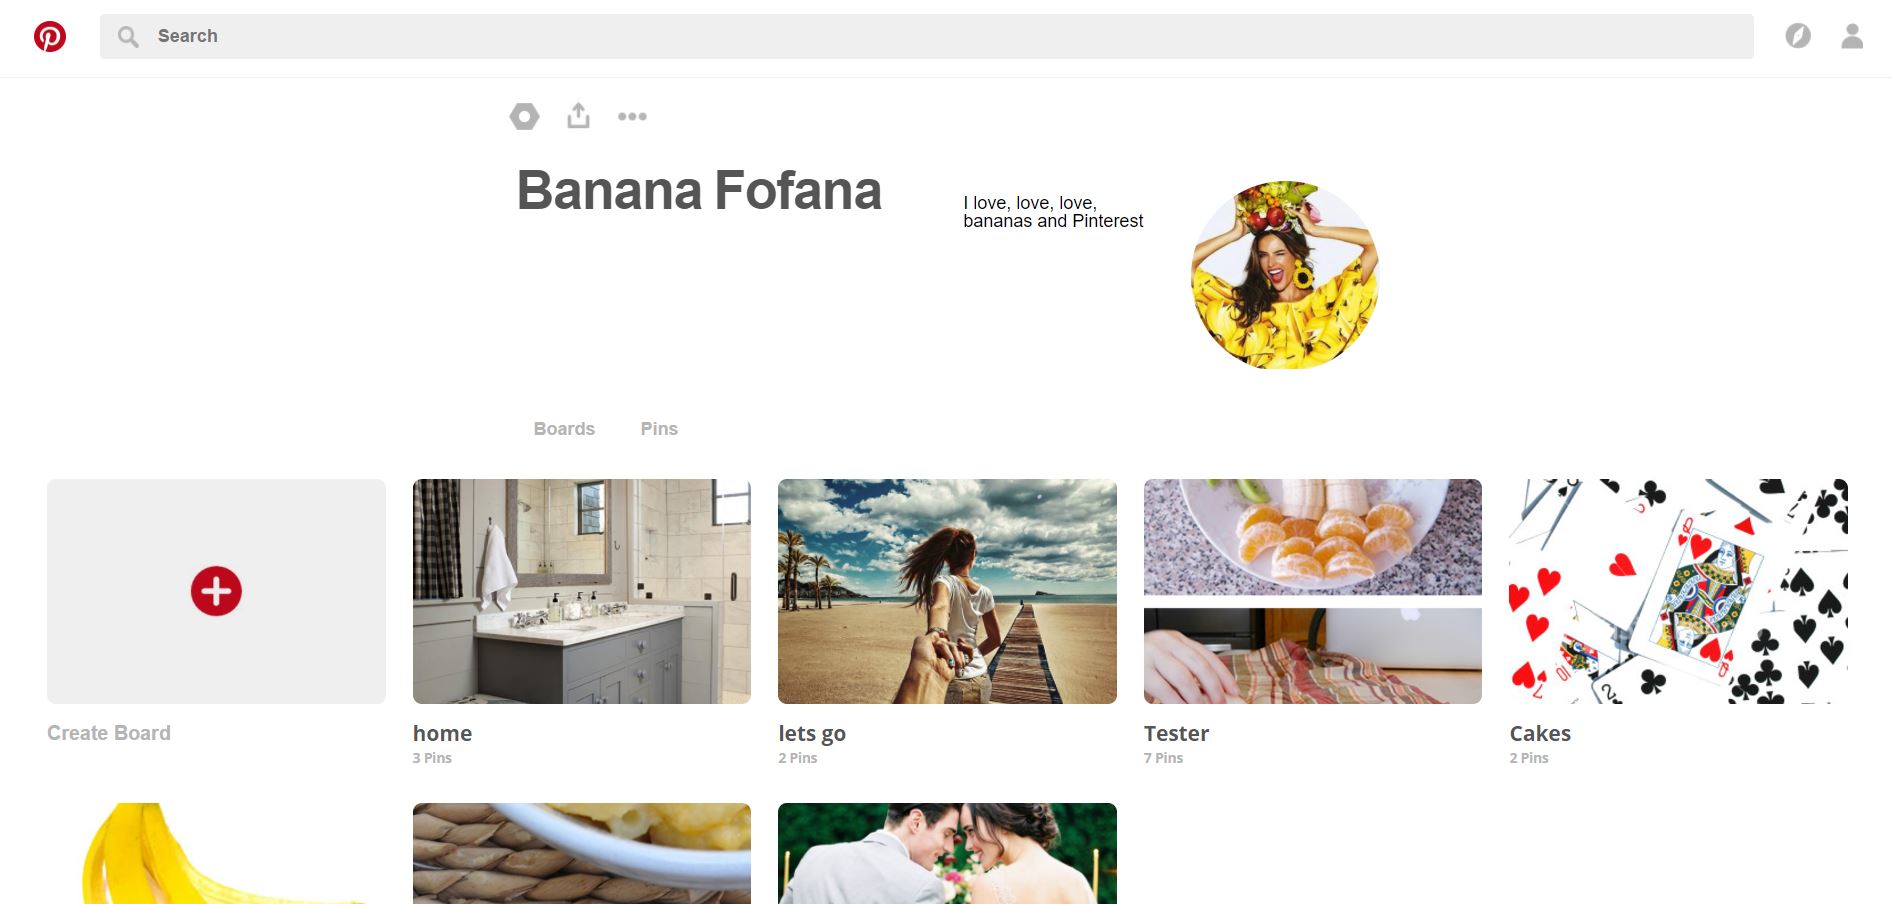 Search
Banana Fofana
I love, love, love,
bananas and Pinterest
Boards Pins
Create Board
home
3 Pins
lets go
2 Pins
Tester
7 Pins
Cakes
2 Pins